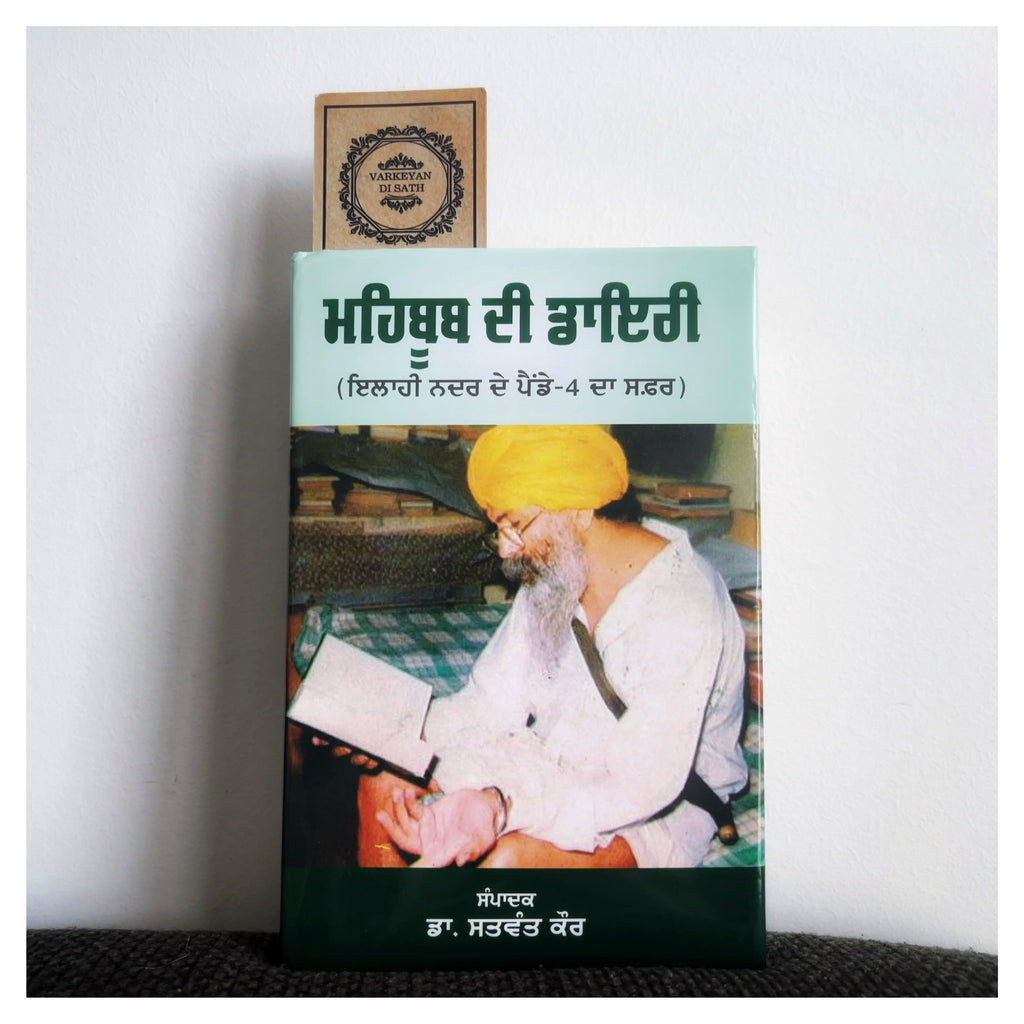 VARKEYAN
DI SATH
ਮਹਿਬੂਬ ਦੀ ਡਾਇਰੀ
(ਇਲਾਹੀ ਨਦਰ ਦੇ ਪੈਂਡੇ-4 ਦਾ ਸਫ਼ਰ)
ਸੰਪਾਦਕ
ਡਾ. ਸਤਵੰਤ ਕੌਰ